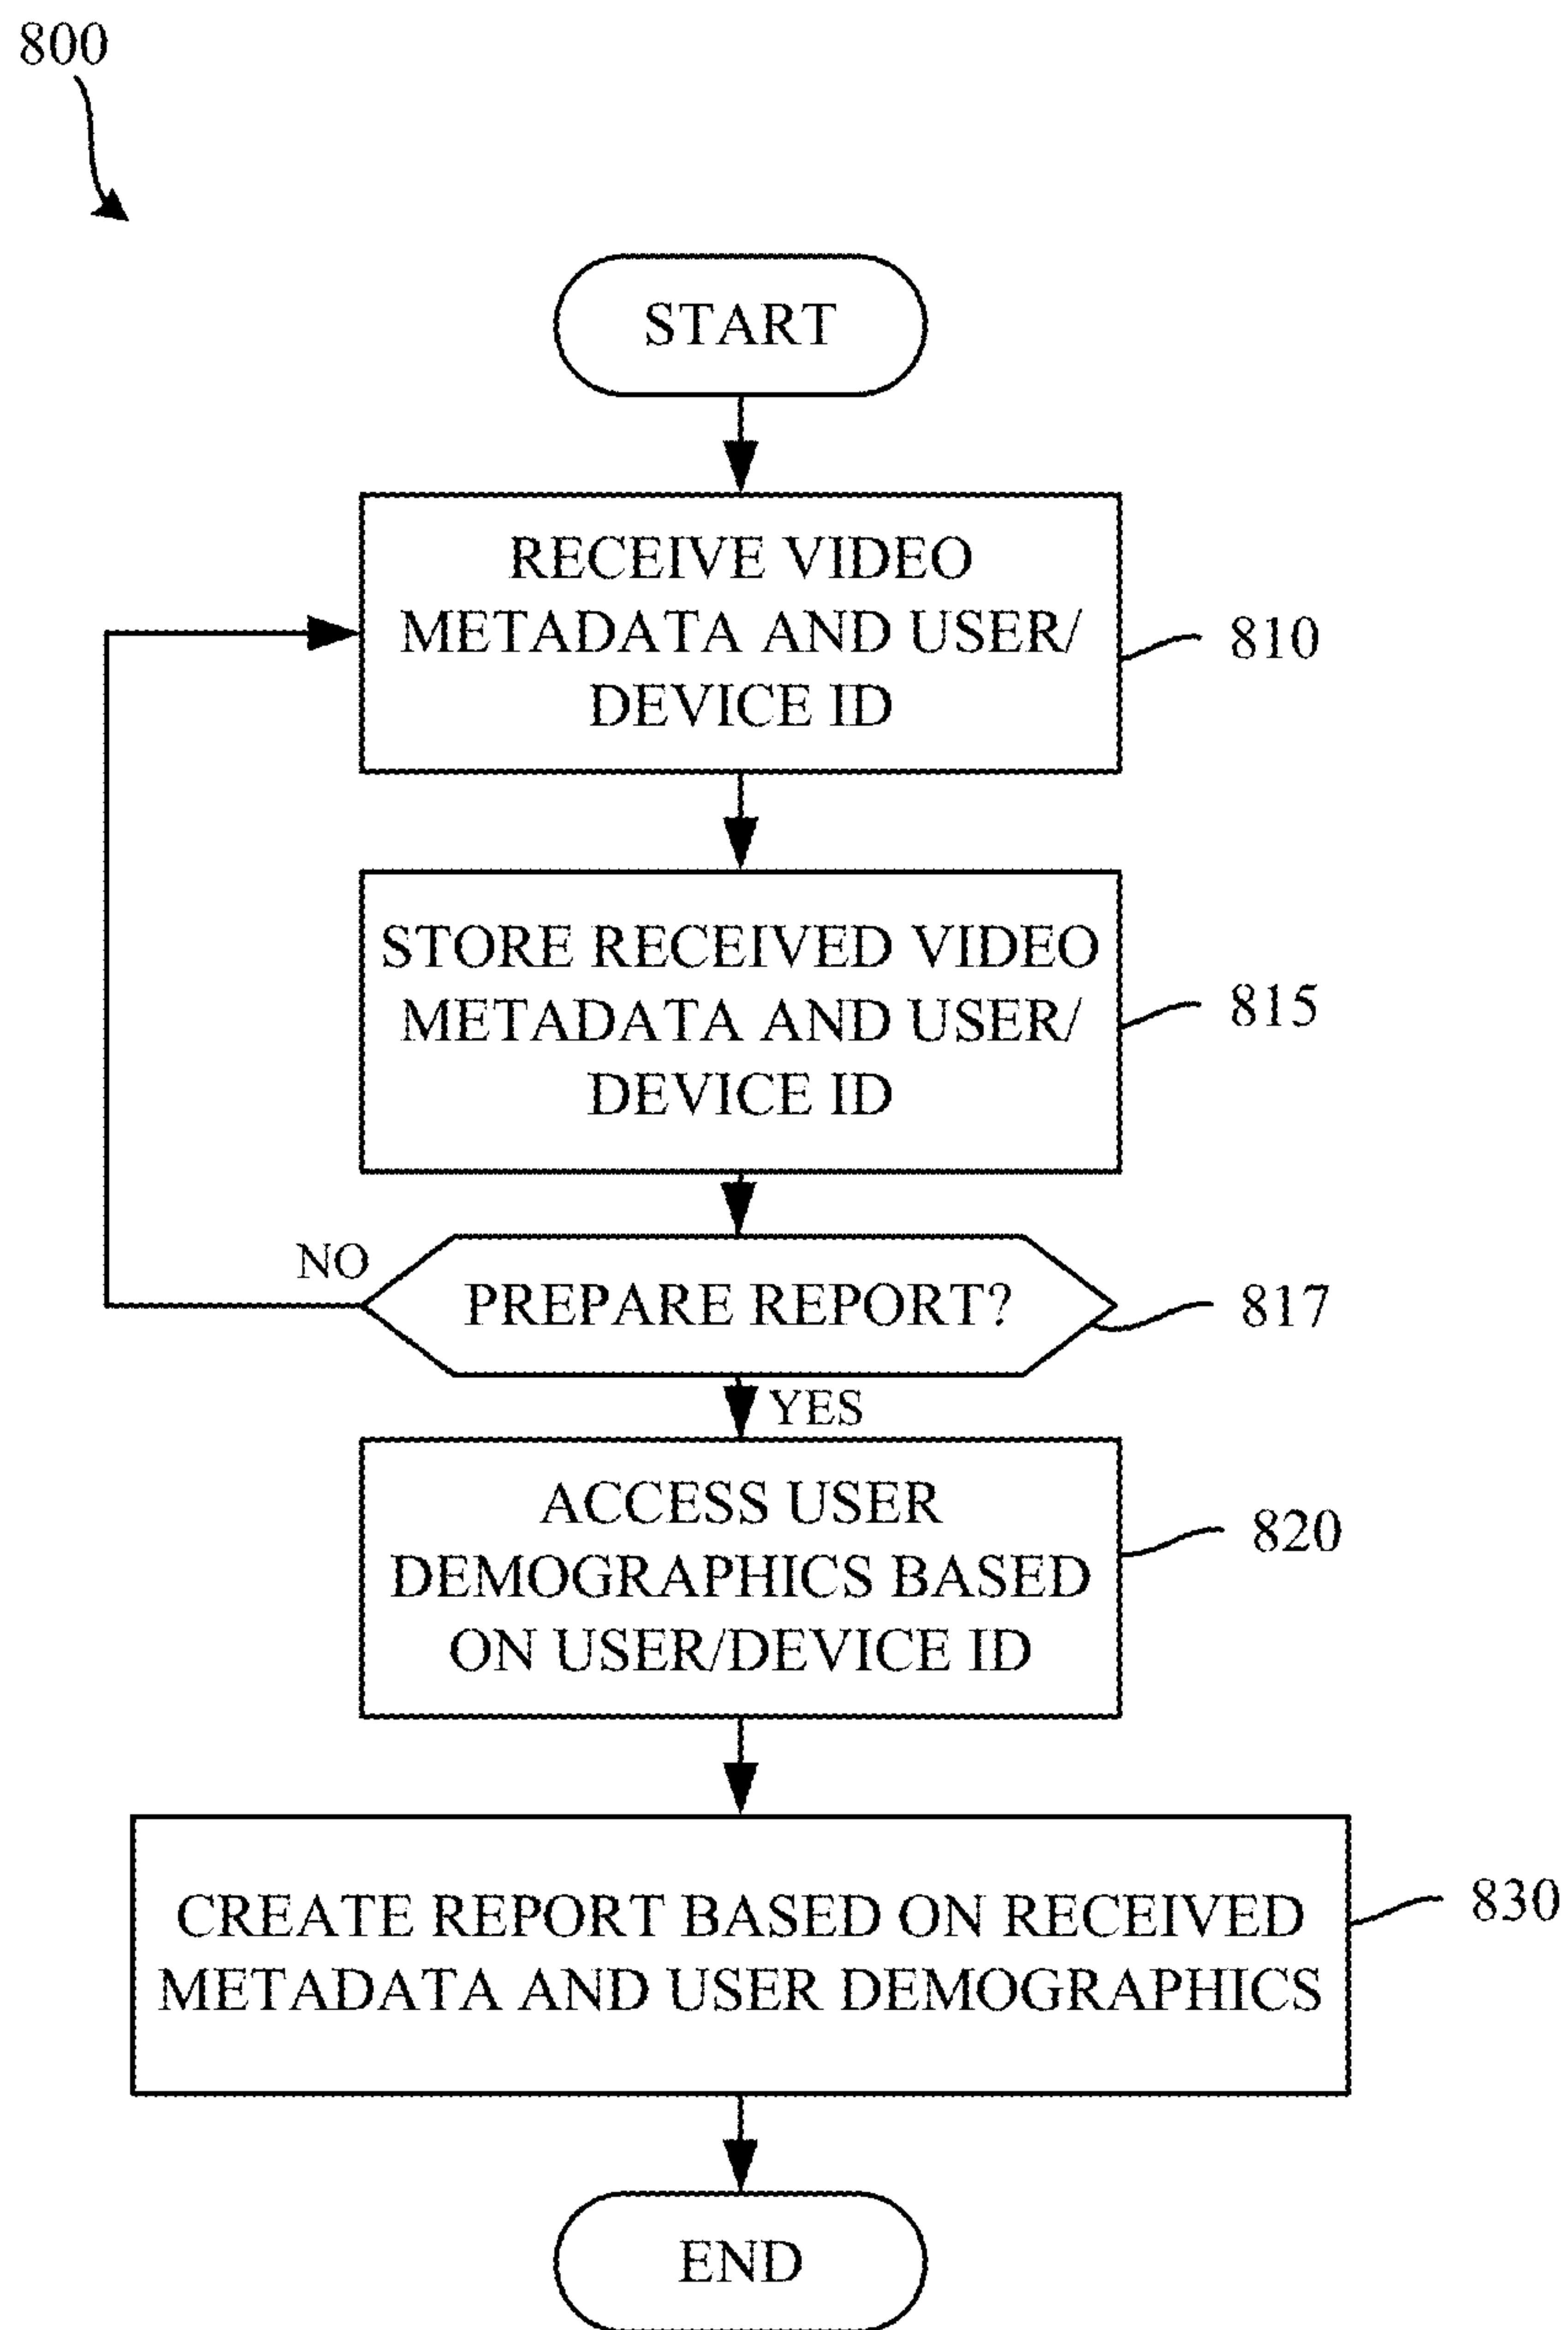 800
START
RECEIVE VIDEO
METADATA AND USER/
DEVICE ID
810
STORE RECEIVED VIDEO
METADATA AND USER/
DEVICE ID
815
NO
PREPARE REPORT?
817
YES
ACCESS USER
DEMOGRAPHICS BASED
ON USER/DEVICE ID
820
CREATE REPORT BASED ON RECEIVED
METADATA AND USER DEMOGRAPHICS
830
END